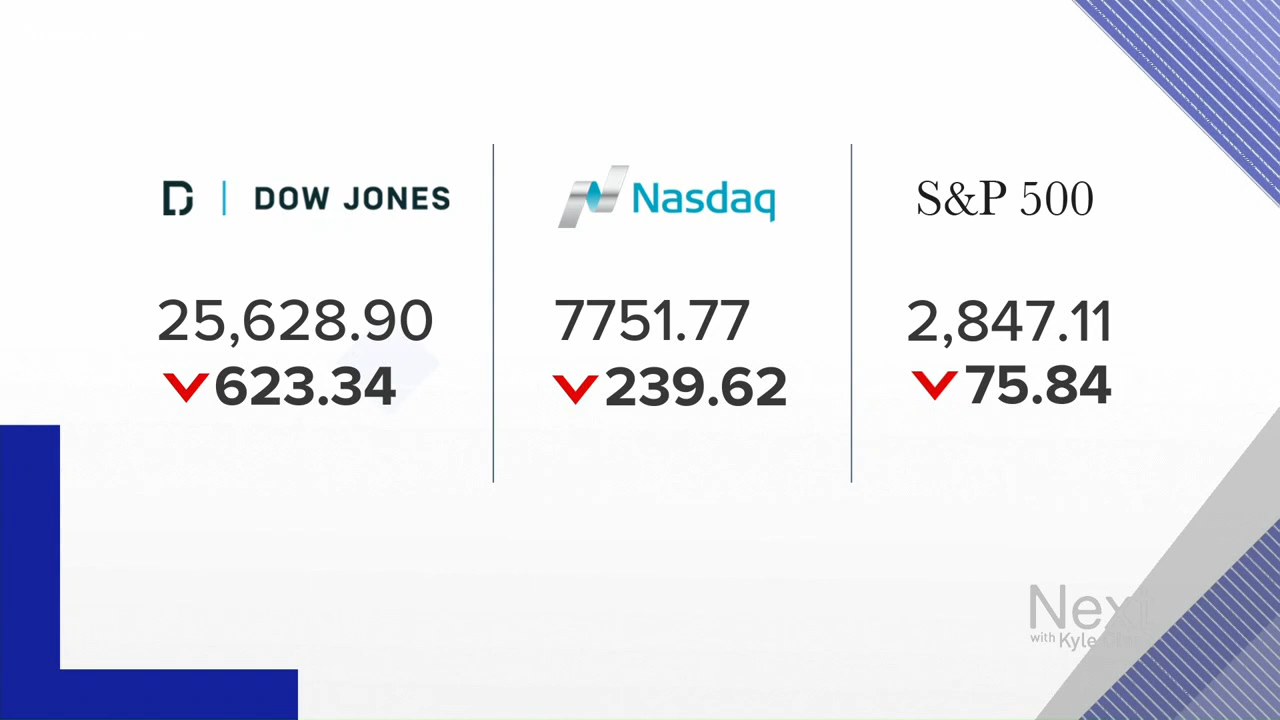 DOW JONES
Nasdaq
S&P 500
25,628.90
7751.77
2,847.11
623.34
239.62
75.84
Next
with Kyle